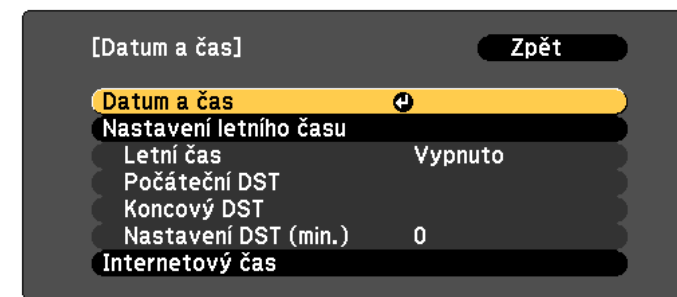 [Datum a čas] Zpět
Datum a čas
Nastavení letního času
Letní čas Vypnuto
Počáteční DST
Koncový DST
Nastavení DST (min.) 0
Internetový čas